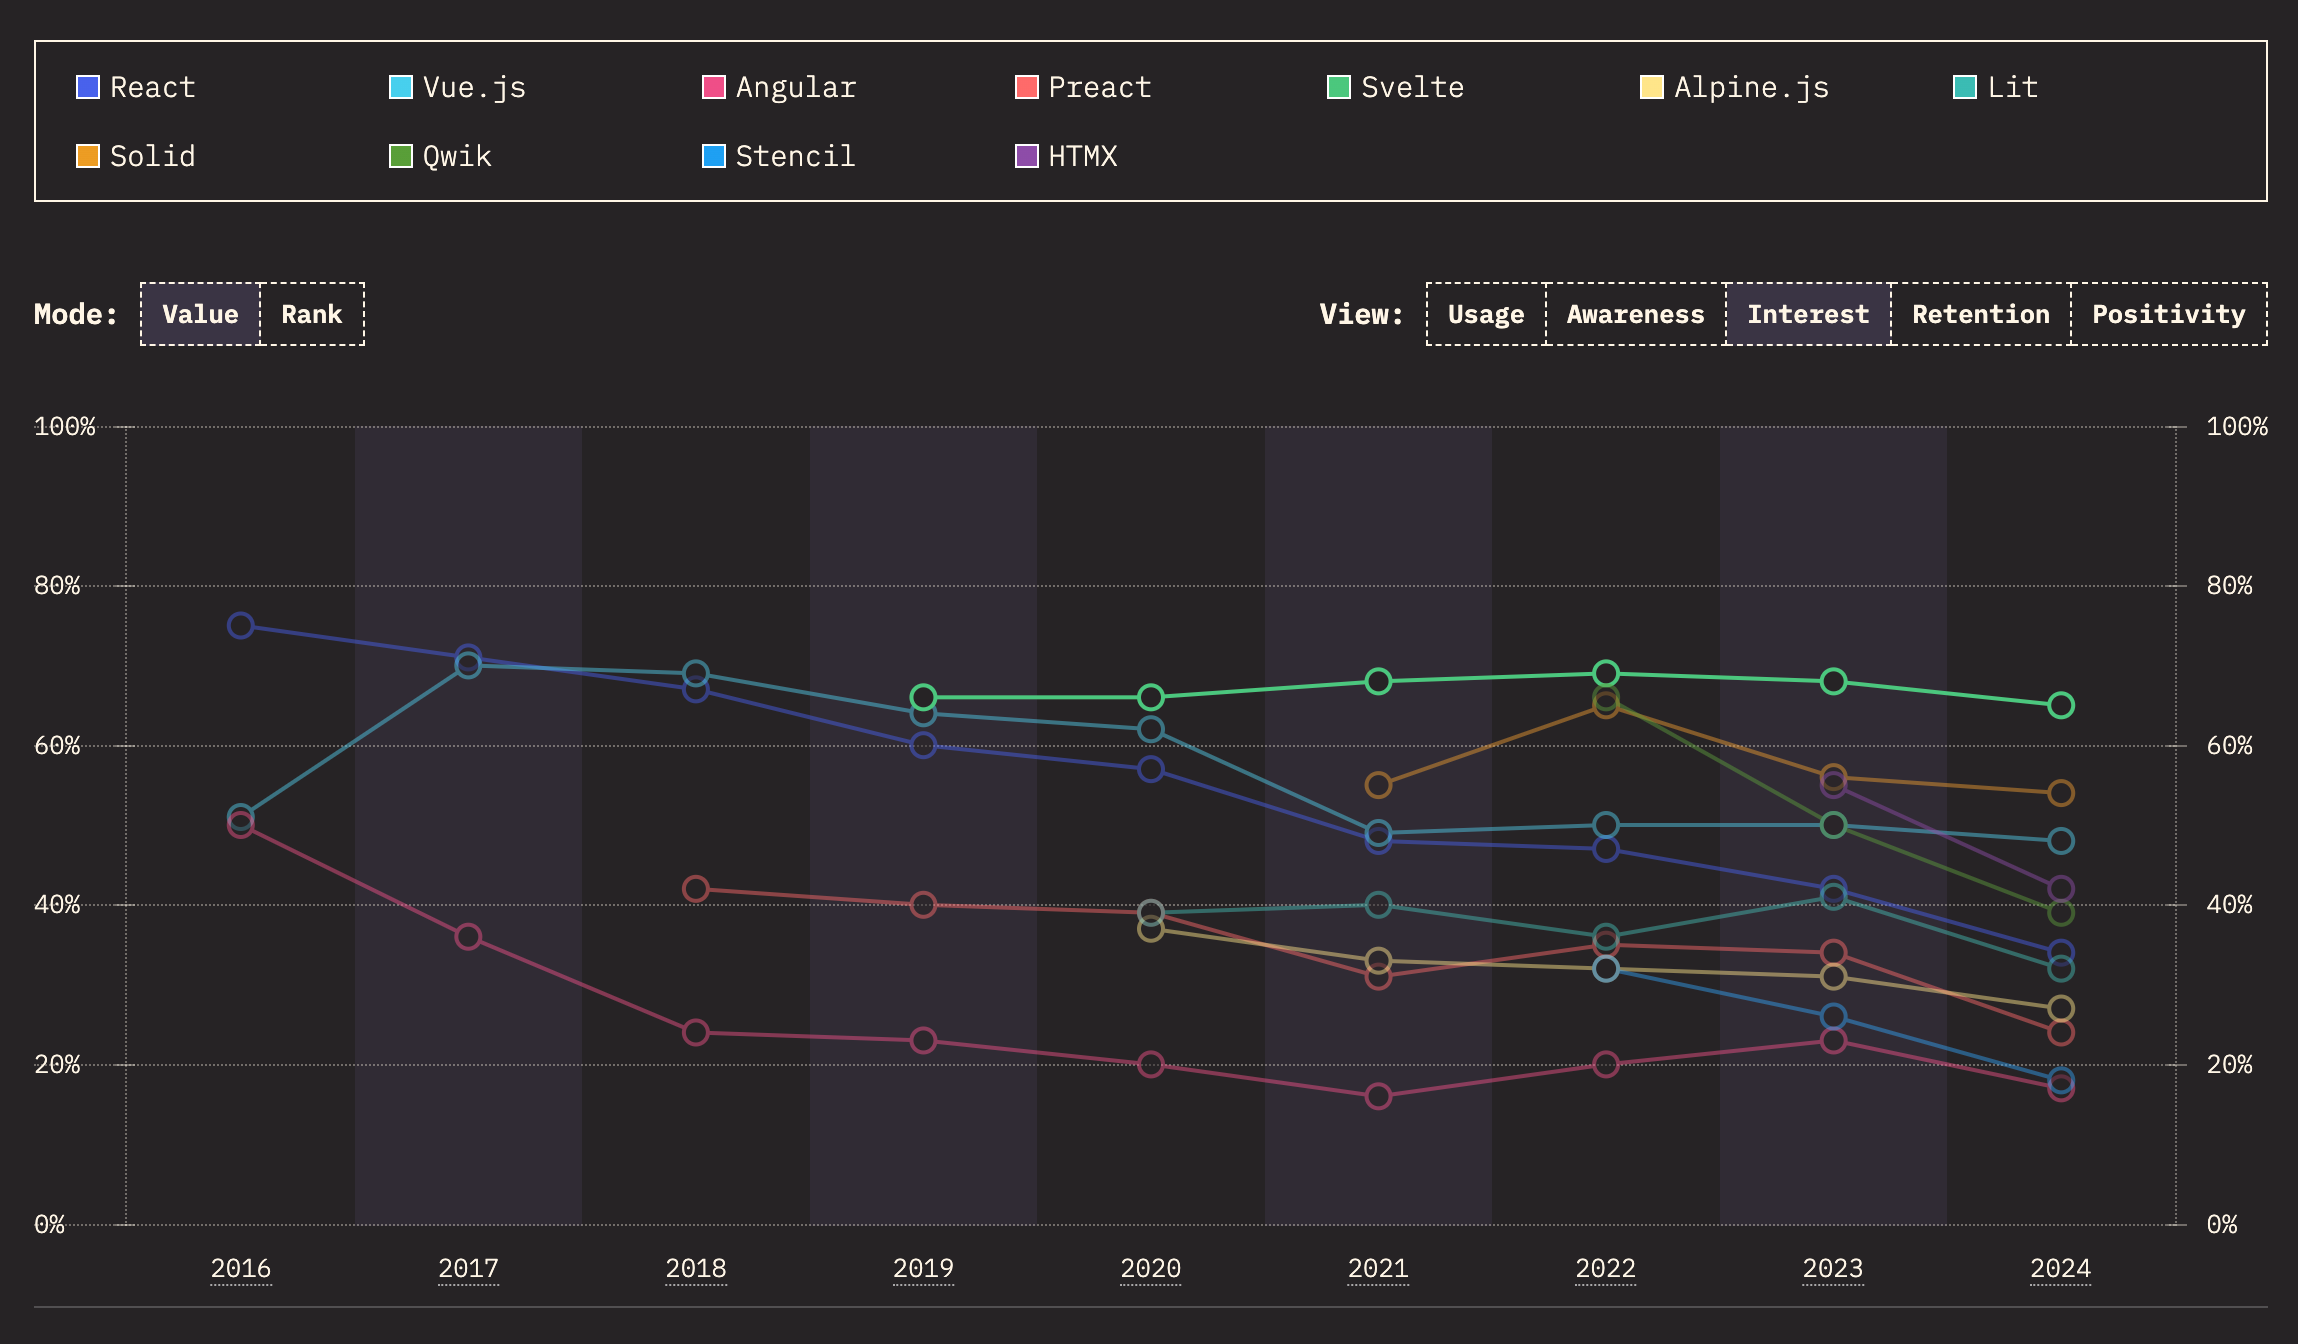 React Vue.js Angular Preact Svelte Alpine.js Lit
Solid Qwik Stencil HTMX
Mode: Value Rank View: Usage Awareness Interest Retention Positivity
100% 100%
80% 80%
60% 60%
40% 40%
20% 20%
0% 0%
2016 2017 2018 2019 2020 2021 2022 2023 2024